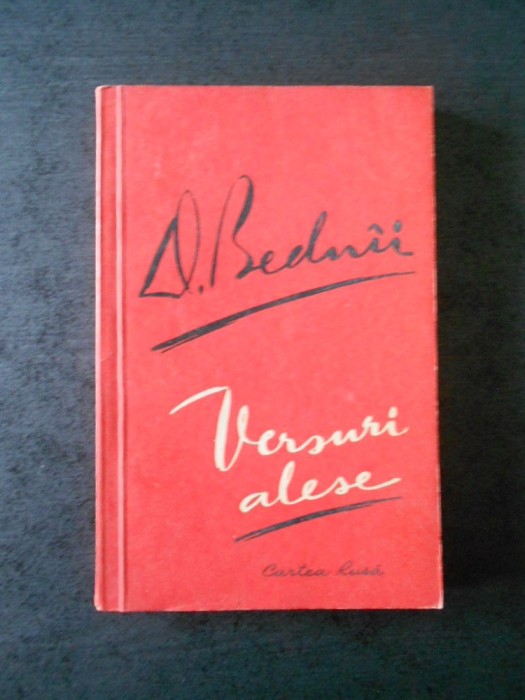 D. Bednîi
Versuri
alese
Cartea Rusă